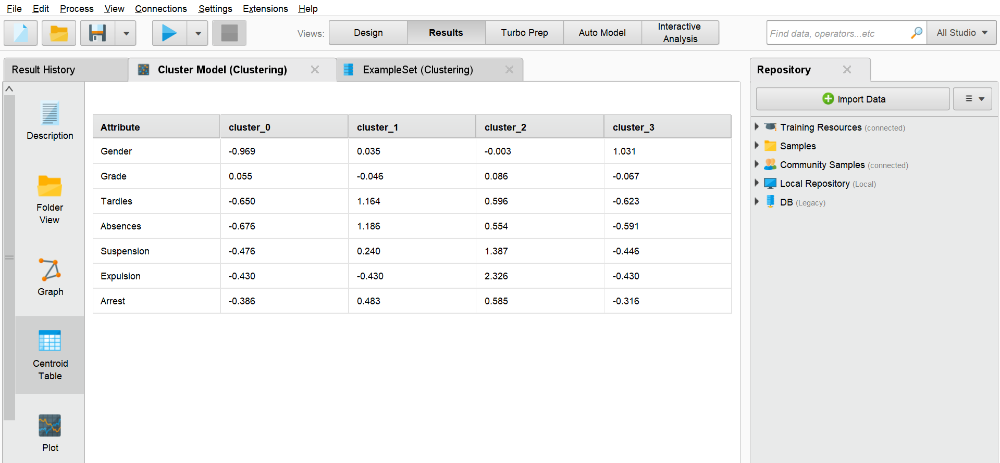 File Edit Process View Connections Settings Extensions Help
Views: Design Results Turbo Prep Auto Model Interactive Analysis
Find data, operators...etc All Studio
Result History Cluster Model (Clustering) ExampleSet (Clustering) Repository
Import Data
Description
Folder
View
Graph
Centroid
Table
Plot
Attribute cluster_0 cluster_1 cluster_2 cluster_3
Gender -0.969 0.035 -0.003 1.031
Grade 0.055 -0.046 0.086 -0.067
Tardies -0.650 1.164 0.596 -0.623
Absences -0.676 1.186 0.554 -0.591
Suspension -0.476 0.240 1.387 -0.446
Expulsion -0.430 -0.430 2.326 -0.430
Arrest -0.386 0.483 0.585 -0.316
Training Resources (connected)
Samples
Community Samples (connected)
Local Repository (Local)
DB (Legacy)